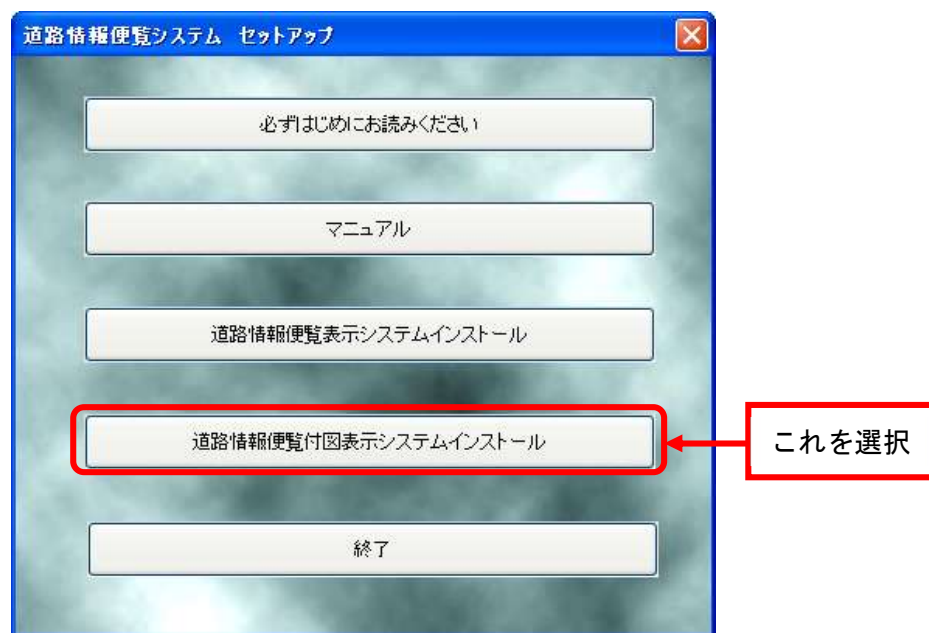 道路情報便覧システム セットアップ
必ずはじめにお読みください
マニュアル
道路情報便覧表示システムインストール
道路情報便覧付図表示システムインストール
これを選択
終了